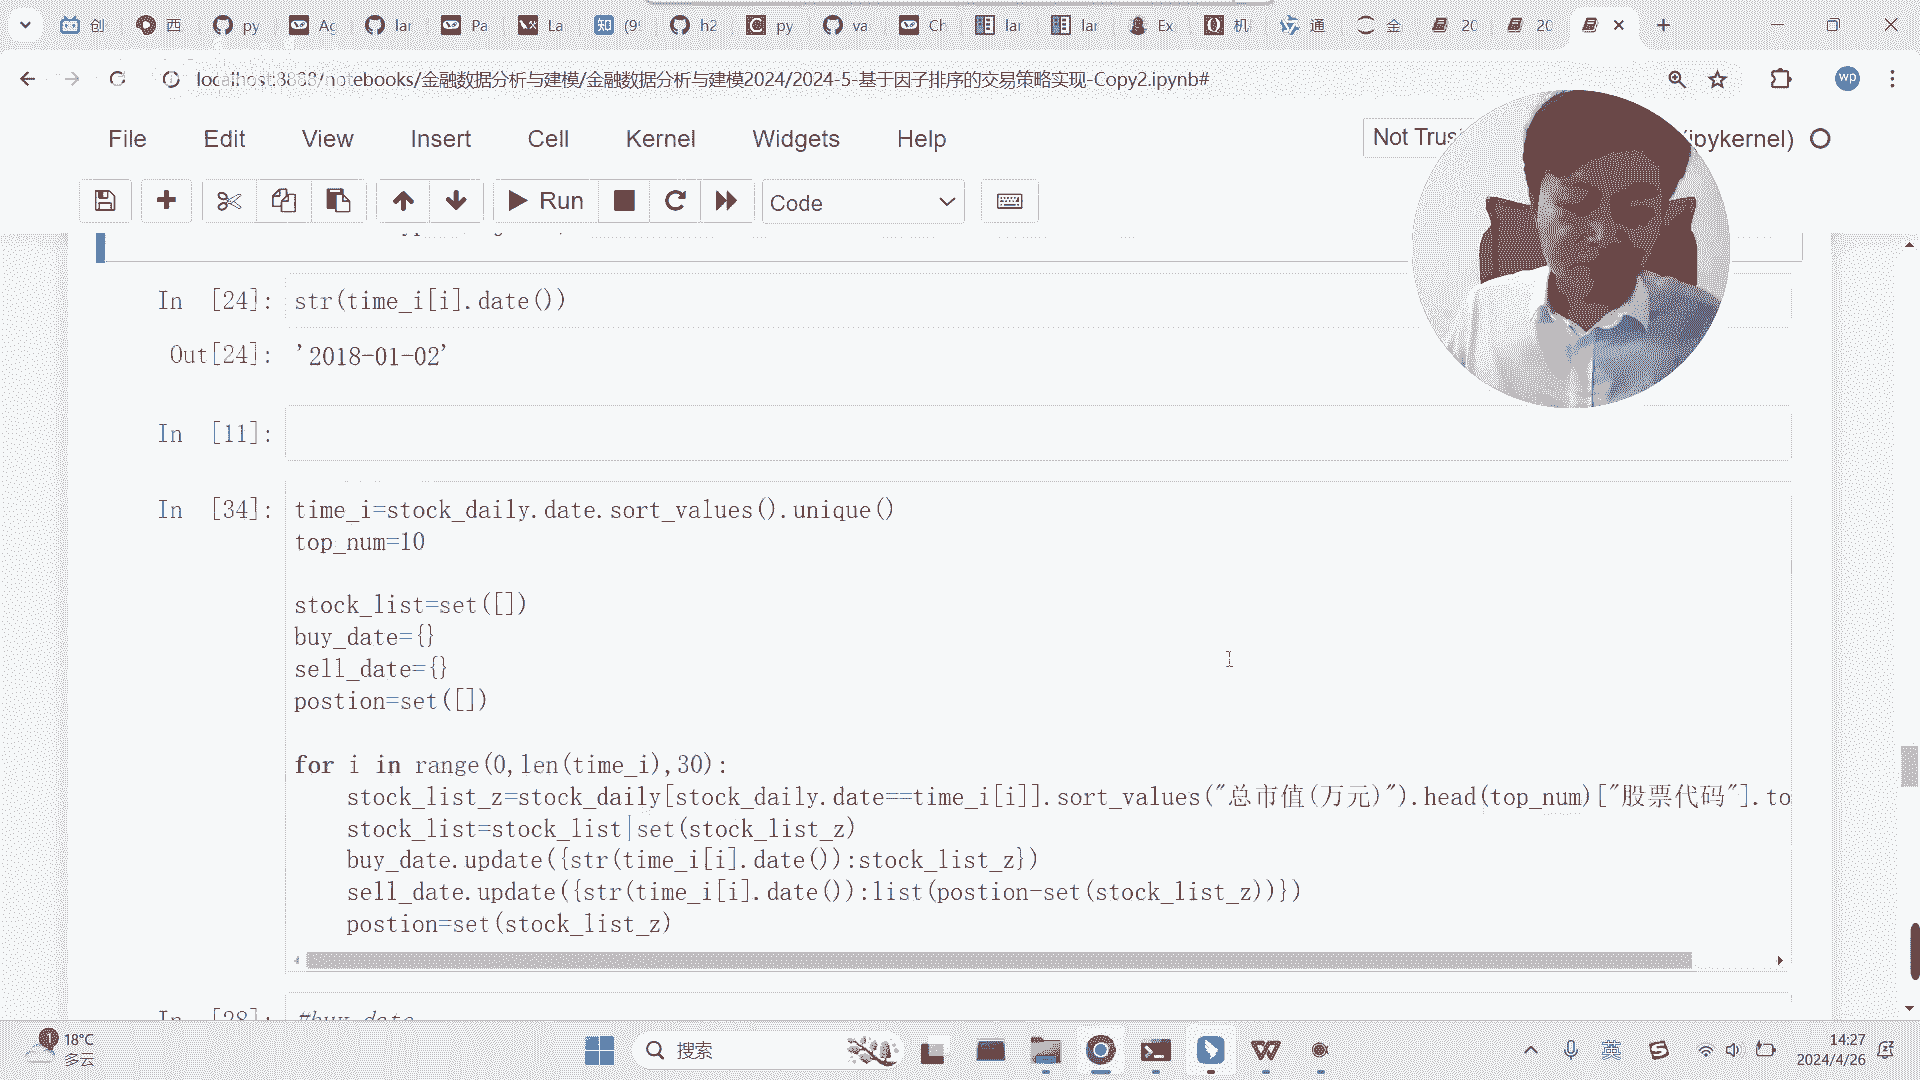 创 西 py Ag lar Pa La 知 (9 h2 py va Ch lar lar Ex 机 通 金 20 20
localhost:8888/notebooks/金融数据分析与建模/金融数据分析与建模2024/2024-5-基于因子排序的交易策略实现-Copy2.ipynb#
wp
File Edit View Insert Cell Kernel Widgets Help
Not Trus
(ipykernel)
Run
Code
In [24]: str(time_i[i].date())
Out[24]: '2018-01-02'
In [11]:
In [34]: time_i=stock_daily.date.sort_values().unique()
top_num=10
stock_list=set([])
buy_date={}
sell_date={}
postion=set([])
for i in range(0,len(time_i),30):
stock_list_z=stock_daily[stock_daily.date==time_i[i]].sort_values("总市值(万元)").head(top_num)["股票代码"].to
stock_list=stock_list|set(stock_list_z)
buy_date.update({str(time_i[i].date()):stock_list_z})
sell_date.update({str(time_i[i].date()):list(postion-set(stock_list_z))})
postion=set(stock_list_z)
In [28]: #buy_date
1
18°C
多云
搜索
英
14:27
2024/4/26